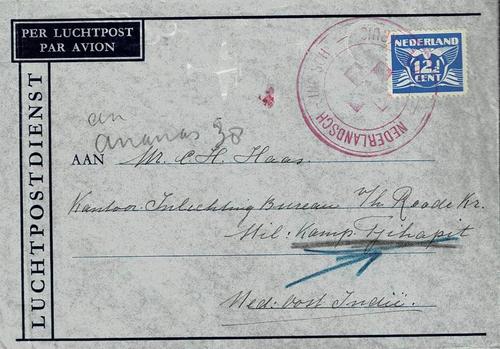 PER LUCHTPOST
PAR AVION
NEDERLAND
12½
CENT
NEDERLANDSCH
LUCHTPOSTDIENST
an
ananas 38
AAN Mr. C. H. Haas.
Kantoor Inlichting Bureau v/h Roode Kr.
Mil: Kamp Tjihapit
Ned: Oost Indië.